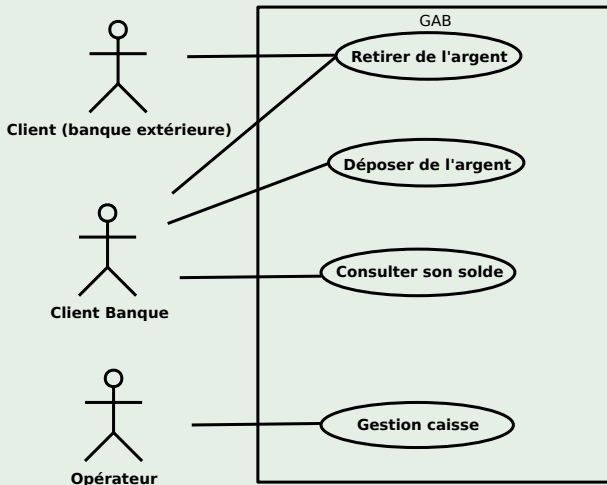 GAB
Retirer de l'argent
Client (banque extérieure)
Déposer de l'argent
Consulter son solde
Client Banque
Gestion caisse
Opérateur